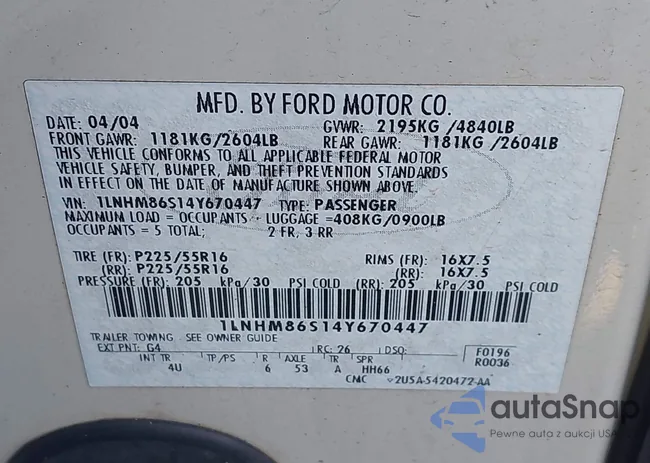 MFD. BY FORD MOTOR CO.
DATE: 04/04 GVWR: 2195KG /4840LB
FRONT GAWR: 1181KG/2604LB REAR GAWR: 1181KG /2604LB
THIS VEHICLE CONFORMS TO ALL APPLICABLE FEDERAL MOTOR
VEHICLE SAFETY, BUMPER, AND THEFT PREVENTION STANDARDS
IN EFFECT ON THE DATE OF MANUFACTURE SHOWN ABOVE.
VIN: 1LNHM86S14Y670447 TYPE: PASSENGER
MAXIMUM LOAD = OCCUPANTS + LUGGAGE =408KG/0900LB
OCCUPANTS = 5 TOTAL; 2 FR, 3 RR
TIRE (FR): P225/55R16 RIMS (FR): 16X7.5
(RR): P225/55R16 (RR): 16X7.5
PRESSURE (FR): 205 kPa/30 PSI COLD (RR): 205 kPa/30 PSI COLD
1LNHM86S14Y670447
TRAILER TOWING SEE OWNER GUIDE
EXT PNT: G4 RC: 26 DSO: F0196
R0036
INT TR TP/PS R AXLE TR SPR
4U 6 53 A HH66
CMC 2U5A-5420472-AA
autaSnap
Pewne auta z aukcji USA